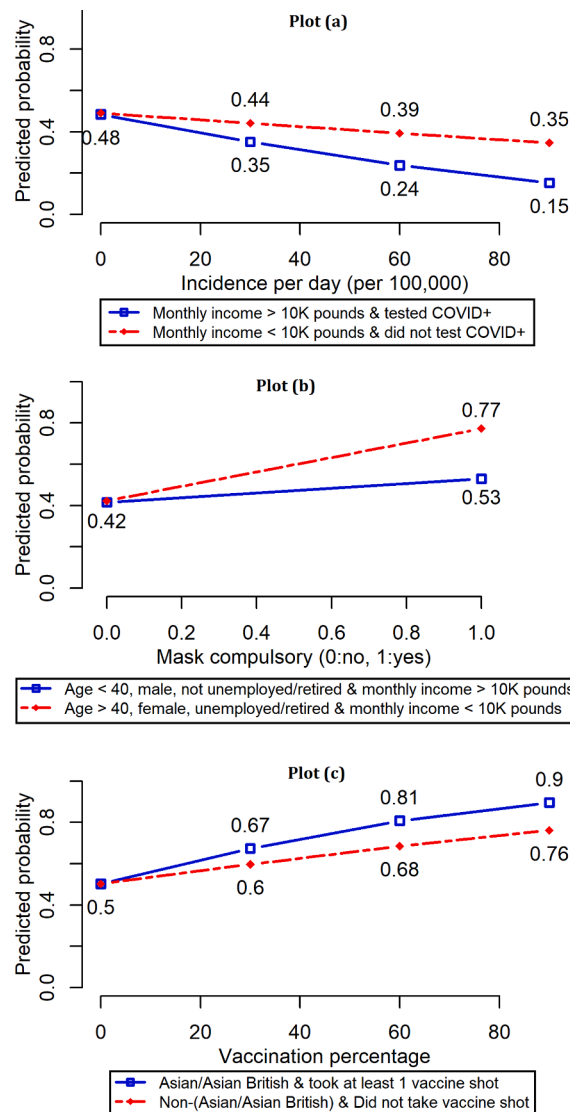 Plot (a)
Predicted probability
0.0 0.4 0.8
0.48
0.44
0.35
0.39
0.24
0.35
0.15
0 20 40 60 80
Incidence per day (per 100,000)
Monthly income > 10K pounds & tested COVID+
Monthly income < 10K pounds & did not test COVID+
Plot (b)
Predicted probability
0.0 0.4 0.8
0.42
0.77
0.53
0.0 0.2 0.4 0.6 0.8 1.0
Mask compulsory (0:no, 1:yes)
Age < 40, male, not unemployed/retired & monthly income > 10K pounds
Age > 40, female, unemployed/retired & monthly income < 10K pounds
Plot (c)
Predicted probability
0.0 0.4 0.8
0.5
0.67
0.6
0.81
0.68
0.9
0.76
0 20 40 60 80
Vaccination percentage
Asian/Asian British & took at least 1 vaccine shot
Non-(Asian/Asian British) & Did not take vaccine shot